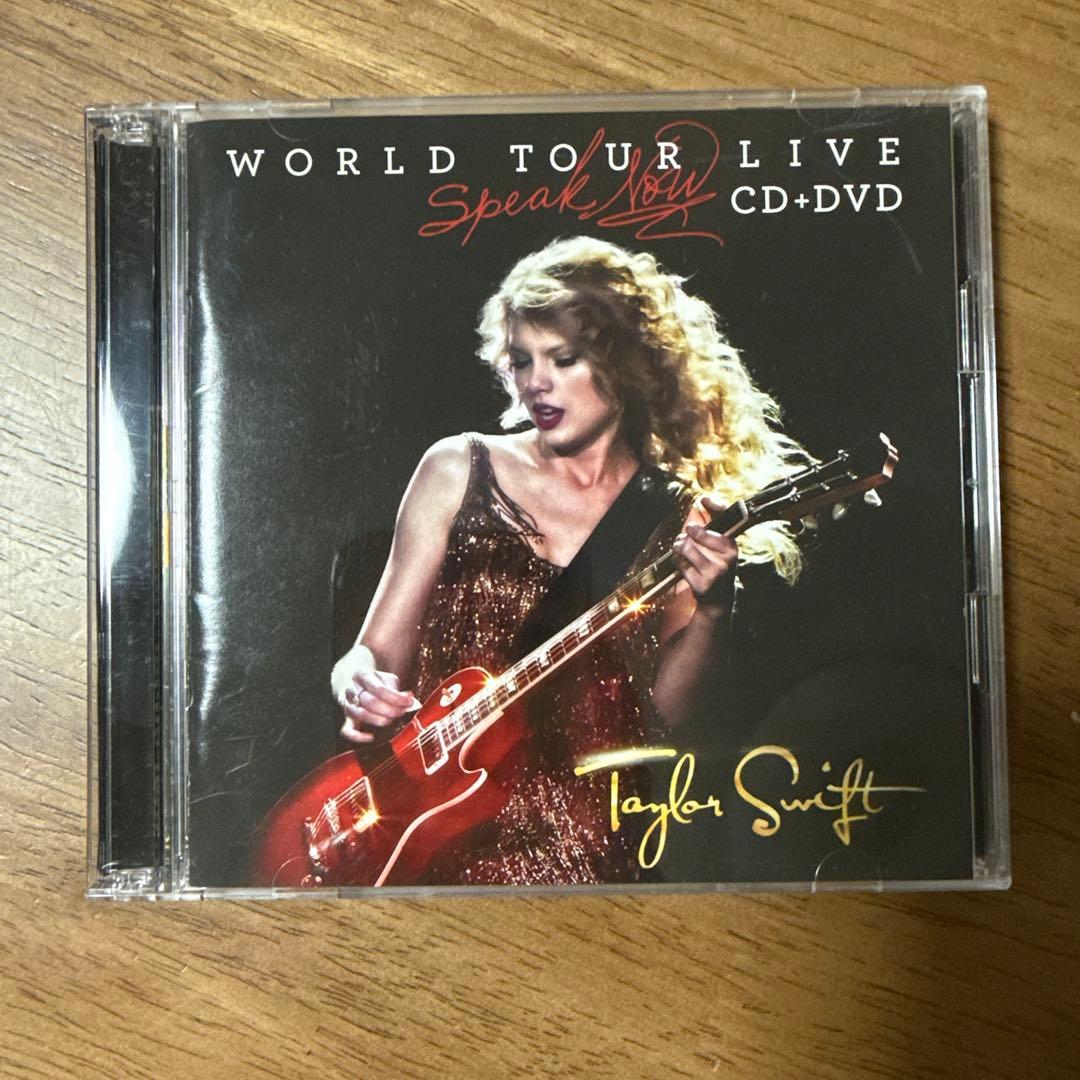 WORLD TOUR LIVE
Speak Now CD+DVD
Taylor Swift